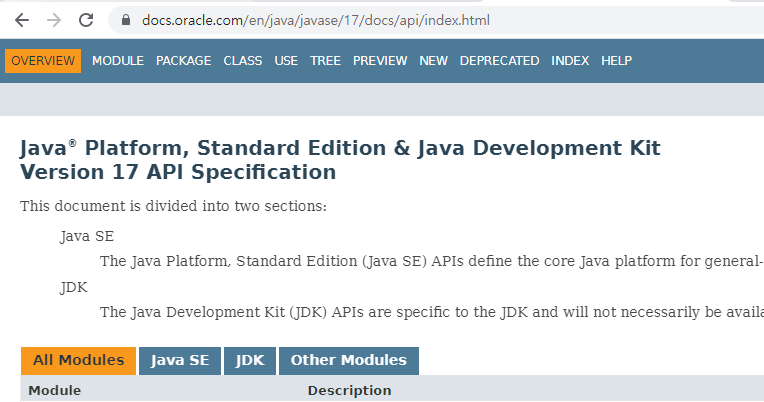 docs.oracle.com/en/java/javase/17/docs/api/index.html
OVERVIEW MODULE PACKAGE CLASS USE TREE PREVIEW NEW DEPRECATED INDEX HELP
Java® Platform, Standard Edition & Java Development Kit
Version 17 API Specification
This document is divided into two sections:
Java SE
The Java Platform, Standard Edition (Java SE) APIs define the core Java platform for general-
JDK
The Java Development Kit (JDK) APIs are specific to the JDK and will not necessarily be availa
All Modules Java SE JDK Other Modules
Module Description